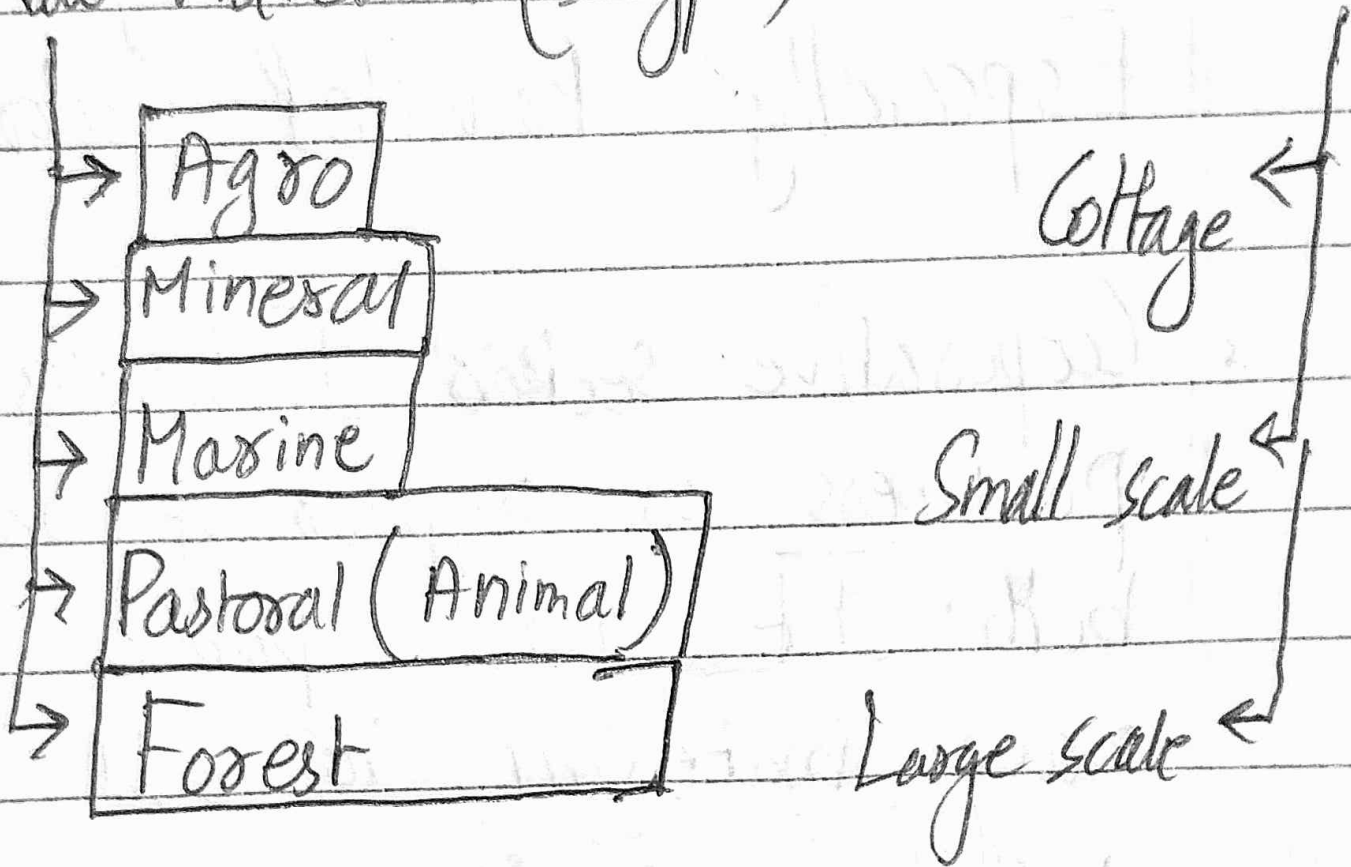 Agro
Cottage
Mineral
Marine
Small scale
Pastoral (Animal)
Forest
Large scale